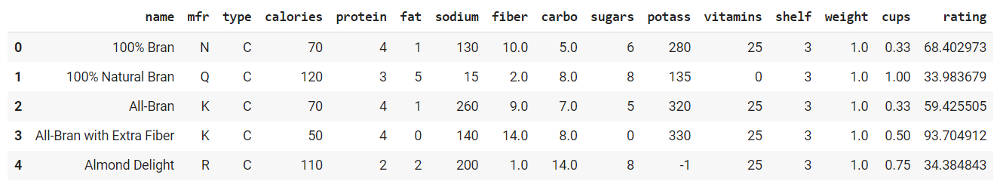 name mfr type calories protein fat sodium fiber carbo sugars potass vitamins shelf weight cups rating
0 100% Bran N C 70 4 1 130 10.0 5.0 6 280 25 3 1.0 0.33 68.402973
1 100% Natural Bran Q C 120 3 5 15 2.0 8.0 8 135 0 3 1.0 1.00 33.983679
2 All-Bran K C 70 4 1 260 9.0 7.0 5 320 25 3 1.0 0.33 59.425505
3 All-Bran with Extra Fiber K C 50 4 0 140 14.0 8.0 0 330 25 3 1.0 0.50 93.704912
4 Almond Delight R C 110 2 2 200 1.0 14.0 8 -1 25 3 1.0 0.75 34.384843